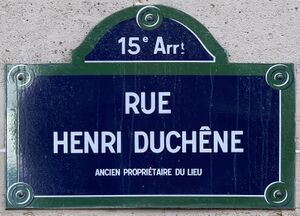 15e Arrt
RUE
HENRI DUCHÊNE
ANCIEN PROPRIÉTAIRE DU LIEU